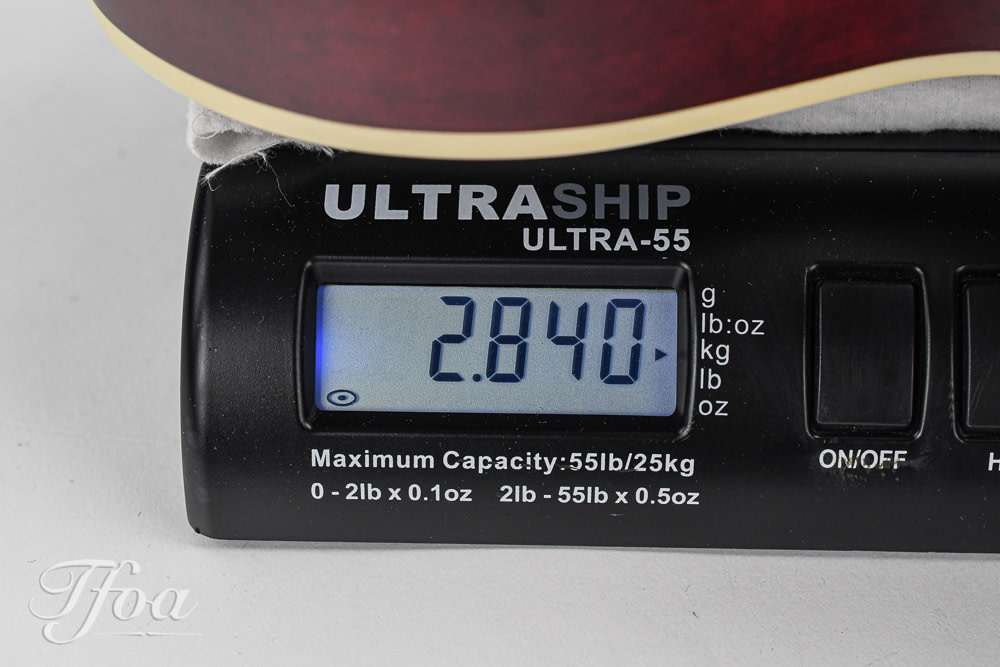 ULTRASHIP
ULTRA-55
2.840
g
lb:oz
kg
lb
oz
ON/OFF
H
Maximum Capacity:55lb/25kg
0 - 2lb x 0.1oz 2lb - 55lb x 0.5oz
Tfoa